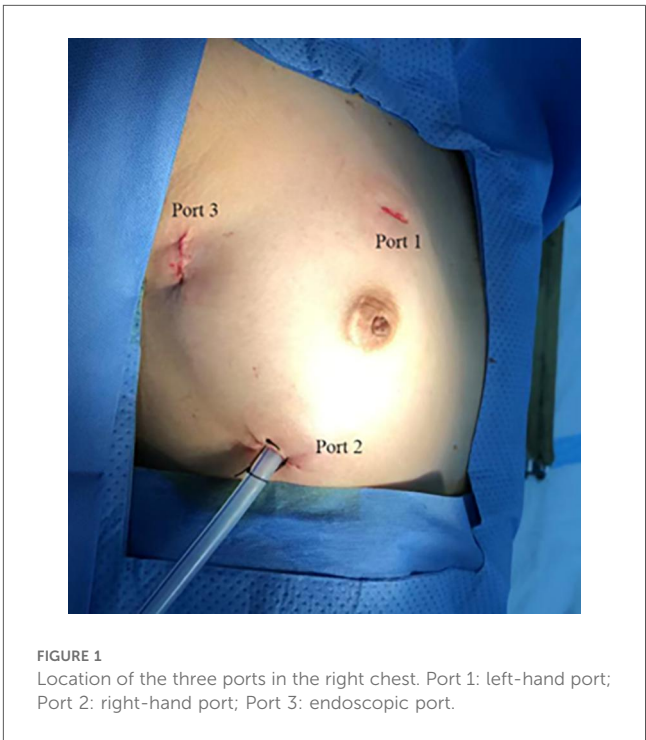 Port 3
Port 1
Port 2
FIGURE 1
Location of the three ports in the right chest. Port 1: left-hand port;
Port 2: right-hand port; Port 3: endoscopic port.